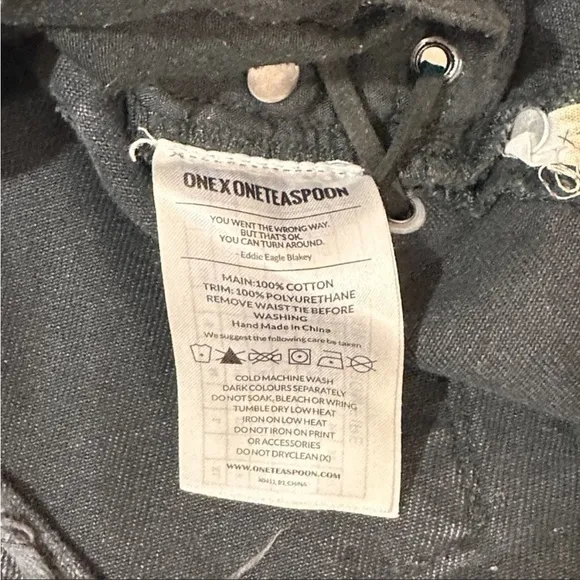 ONEXONETEASPOON
YOU WENT THE WRONG WAY.
BUT THAT'S OK.
YOU CAN TURN AROUND.
- Eddie Eagle Blakey
MAIN: 100% COTTON
TRIM: 100% POLYURETHANE
REMOVE WAIST TIE BEFORE
WASHING
Hand Made in China
We suggest the following care be taken
COLD MACHINE WASH
DARK COLOURS SEPARATELY
DO NOT SOAK, BLEACH OR WRING
TUMBLE DRY LOW HEAT
IRON ON LOW HEAT
DO NOT IRON ON PRINT
OR ACCESSORIES
DO NOT DRYCLEAN (X)
WWW.ONETEASPOON.COM